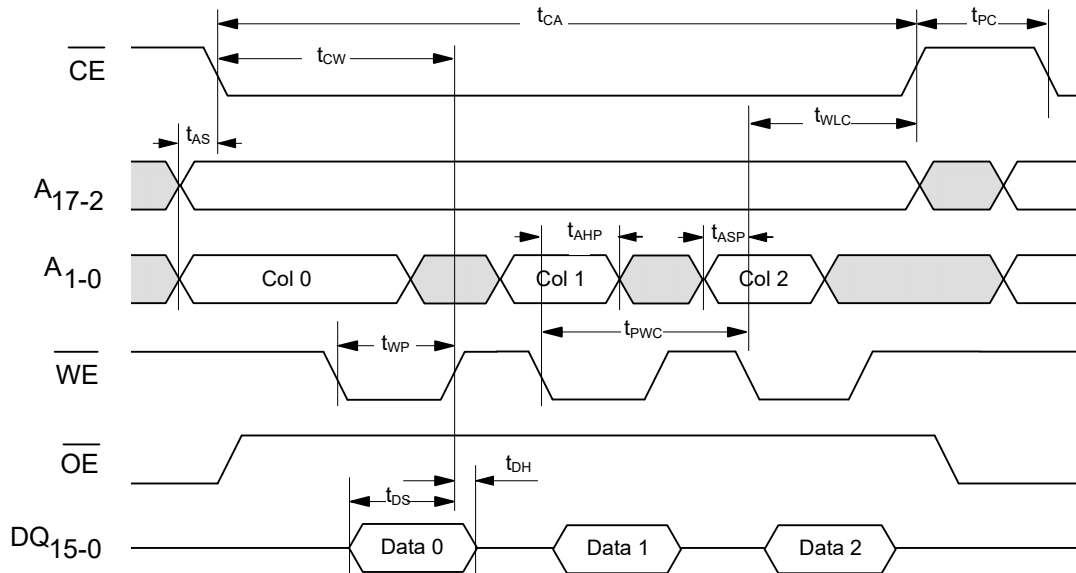 tCA
tPC
CE
tCW
tWLC
tAS
A17-2
tAHP
tASP
A1-0
Col 0
Col 1
Col 2
tPWC
tWP
WE
OE
tDH
tDS
DQ15-0
Data 0
Data 1
Data 2